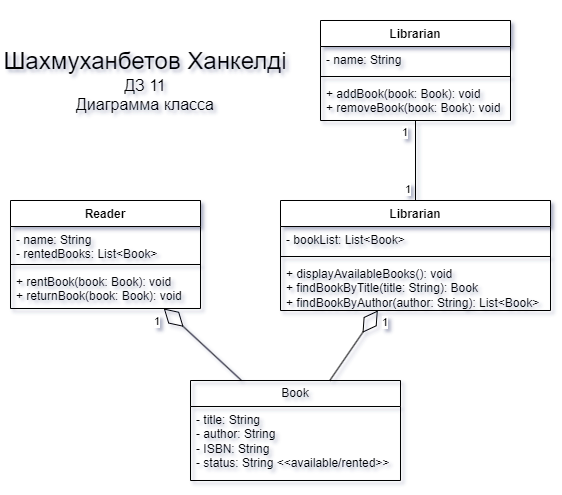 Шахмуханбетов Ханкелді
ДЗ 11
Диаграмма класса
Librarian
- name: String
+ addBook(book: Book): void
+ removeBook(book: Book): void
1
1
Reader
- name: String
- rentedBooks: List<Book>
+ rentBook(book: Book): void
+ returnBook(book: Book): void
1
Librarian
- bookList: List<Book>
+ displayAvailableBooks(): void
+ findBookByTitle(title: String): Book
+ findBookByAuthor(author: String): List<Book>
1
Book
- title: String
- author: String
- ISBN: String
- status: String <<available/rented>>